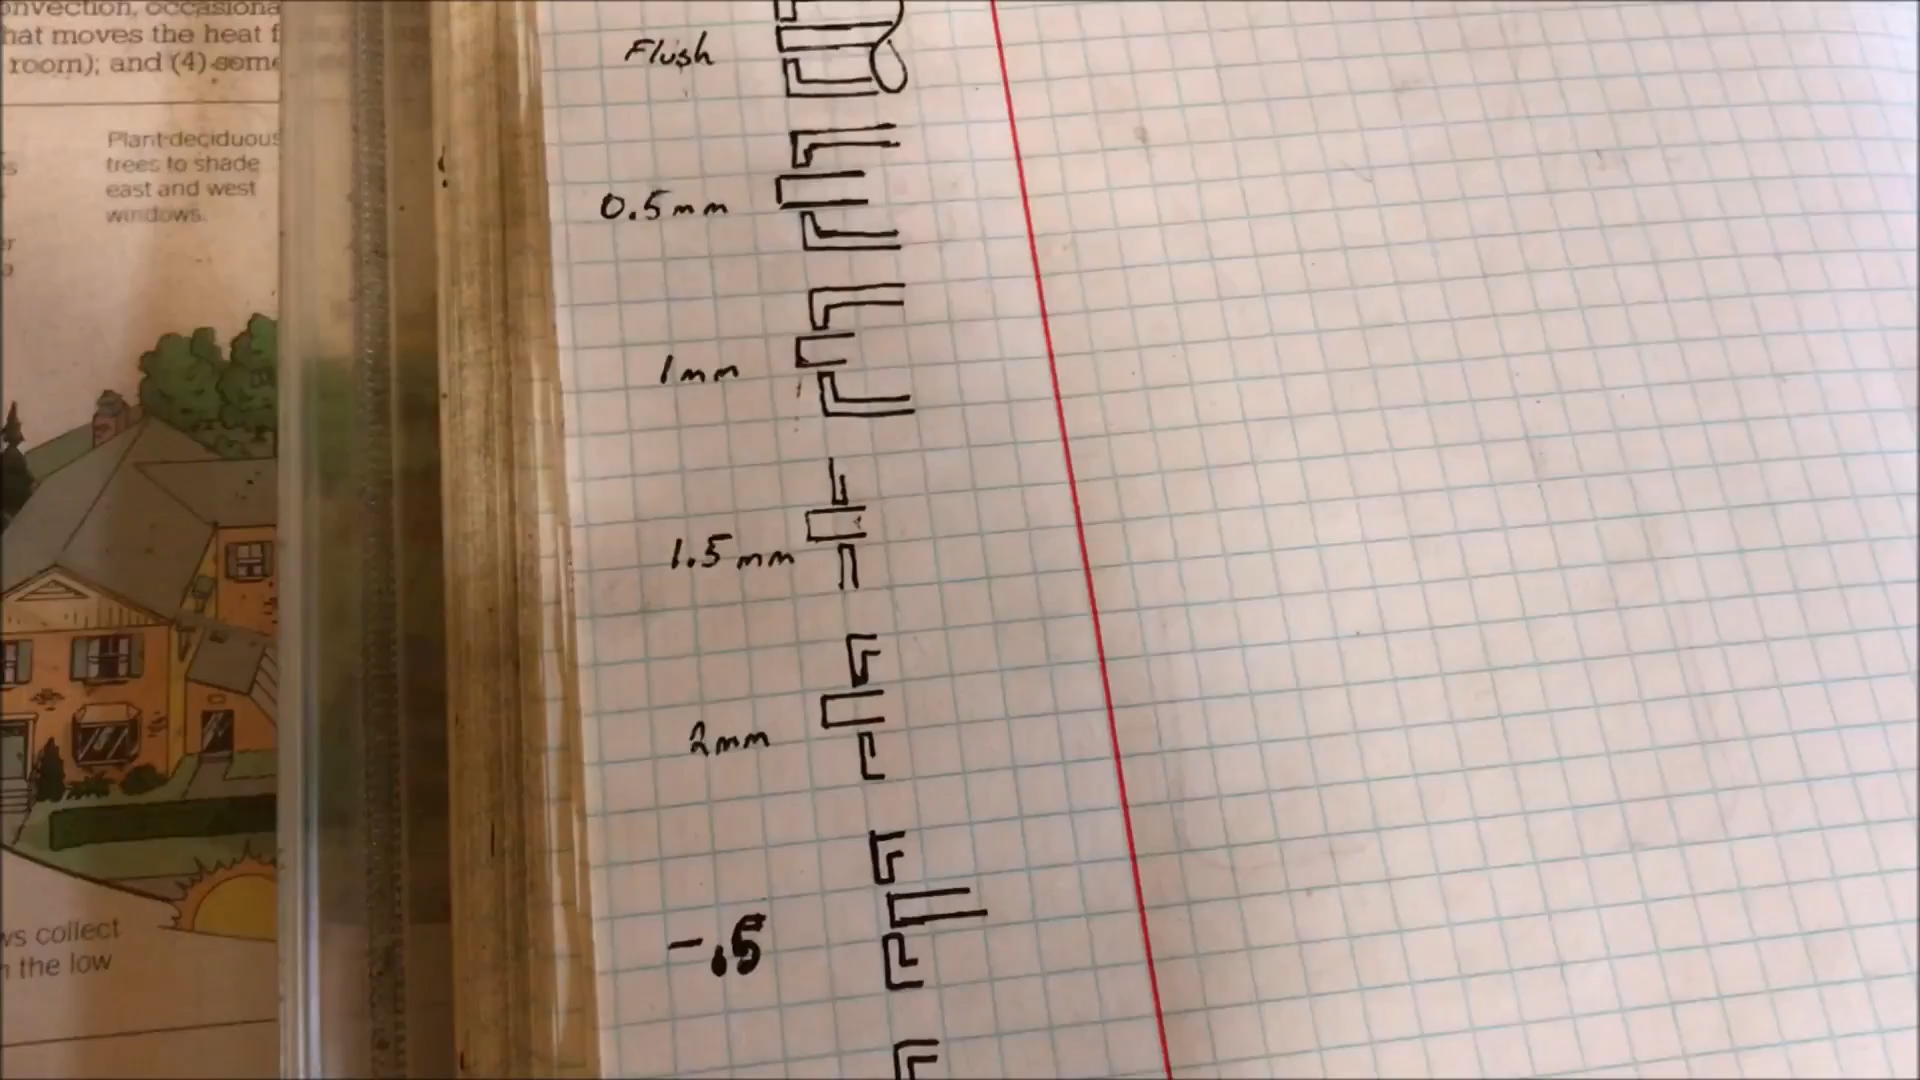 onvection, occasiona
hat moves the heat f
room); and (4) some
Plant deciduous
trees to shade
east and west
windows.
ws collect
the low
Flush
0.5mm
1mm
1.5mm
2mm
-.5